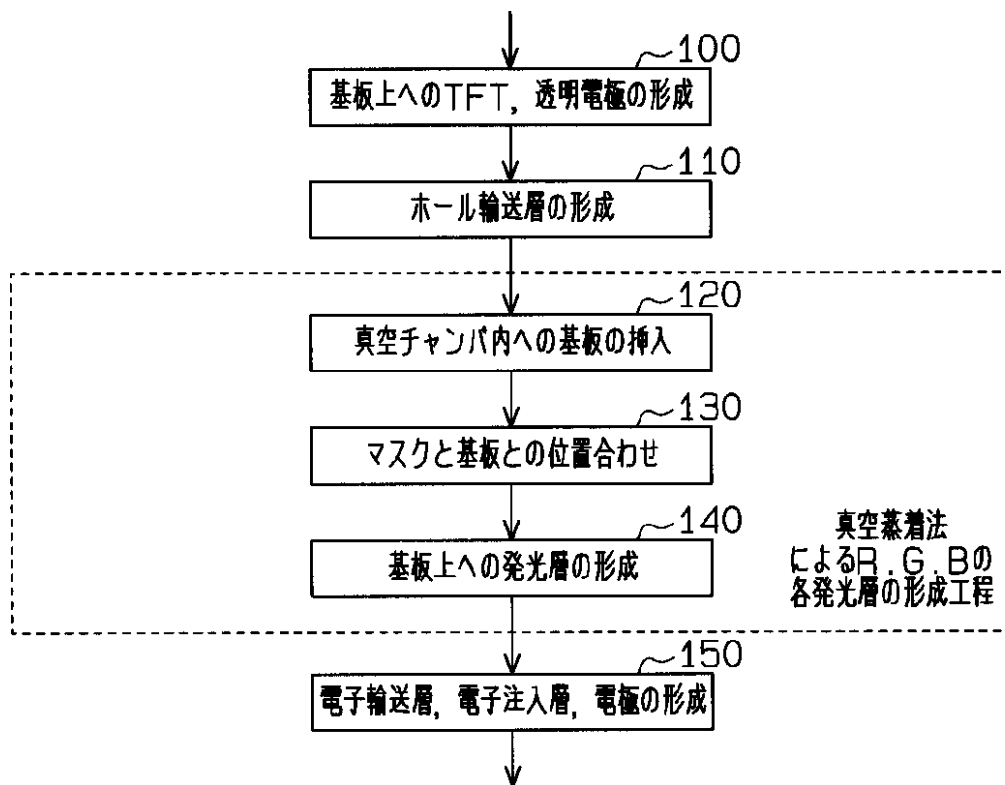 100
基板上へのTFT,透明電極の形成
110
ホール輸送層の形成
120
真空チャンバ内への基板の挿入
130
マスクと基板との位置合わせ
140
基板上への発光層の形成
真空蒸着法
によるR.G.Bの
各発光層の形成工程
150
電子輸送層,電子注入層,電極の形成